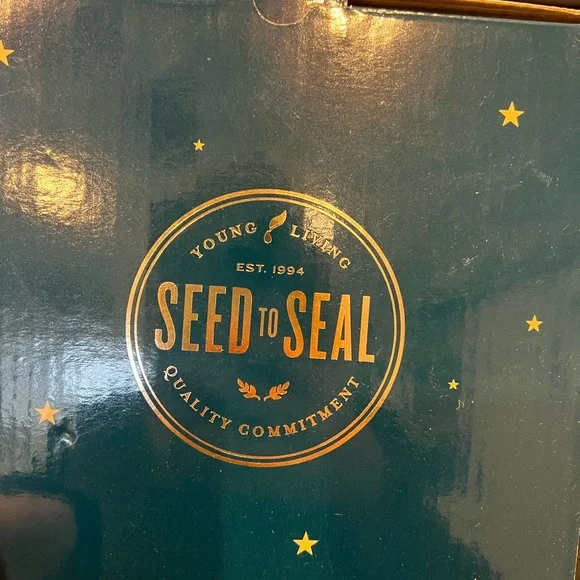 YOUNG LIVING
EST. 1994
SEED TO SEAL
QUALITY COMMITMENT